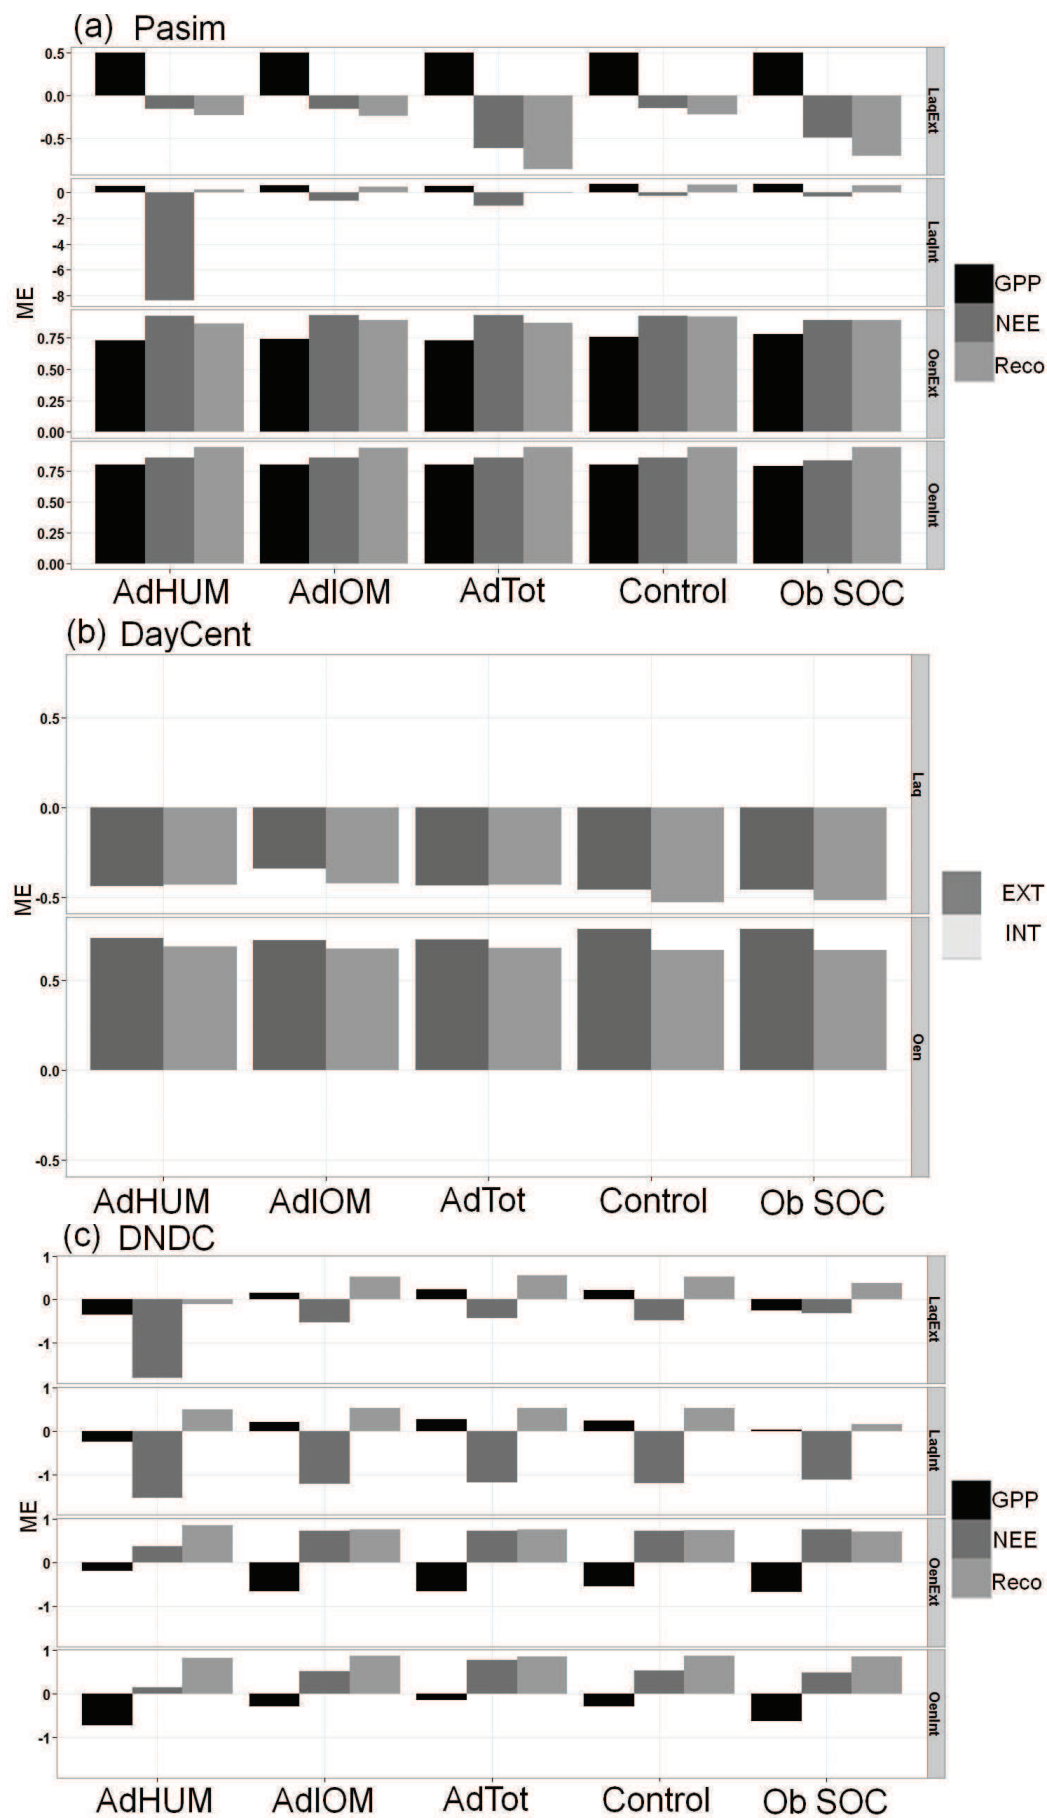 (a) Pasim
0.5
0.0
-0.5
LaqExt
0
-2
-4
-6
-8
LaqInt
ME
0.75
0.50
0.25
0.00
OenExt
0.75
0.50
0.25
0.00
OenInt
GPP
NEE
Reco
AdHUM AdIOM AdTot Control Ob SOC
(b) DayCent
0.5
0.0
-0.5
Laq
ME
0.5
0.0
-0.5
Oen
EXT
INT
AdHUM AdIOM AdTot Control Ob SOC
(c) DNDC
1
0
-1
LaqExt
1
0
-1
LaqInt
ME
1
0
-1
OenExt
1
0
-1
OenInt
GPP
NEE
Reco
AdHUM AdIOM AdTot Control Ob SOC